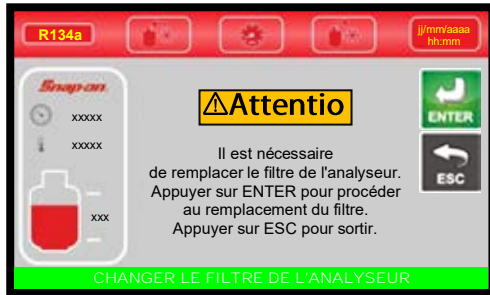 R134a
jj/mm/aaaa
hh:mm
Snap-on
xxxxx
xxxxx
xxx
⚠Attentio
Il est nécessaire
de remplacer le filtre de l'analyseur.
Appuyer sur ENTER pour procéder
au remplacement du filtre.
Appuyer sur ESC pour sortir.
ENTER
ESC
CHANGER LE FILTRE DE L'ANALYSEUR